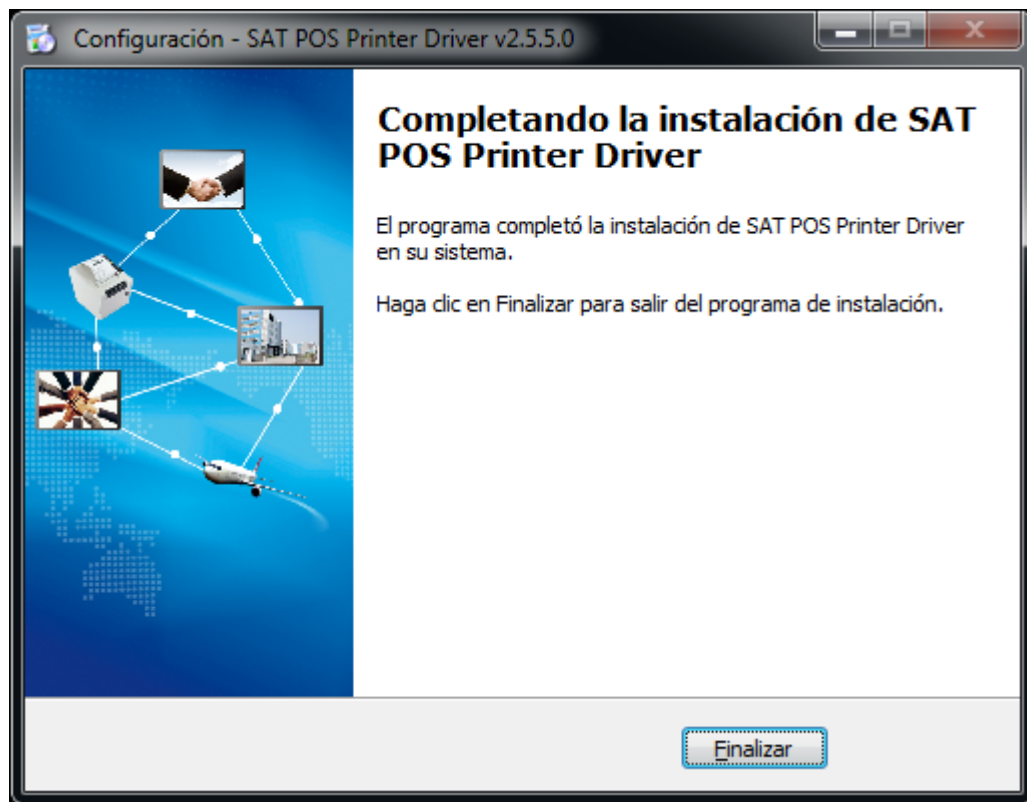 Configuración - SAT POS Printer Driver v2.5.5.0
Completando la instalación de SAT
POS Printer Driver
El programa completó la instalación de SAT POS Printer Driver
en su sistema.
Haga clic en Finalizar para salir del programa de instalación.
Finalizar